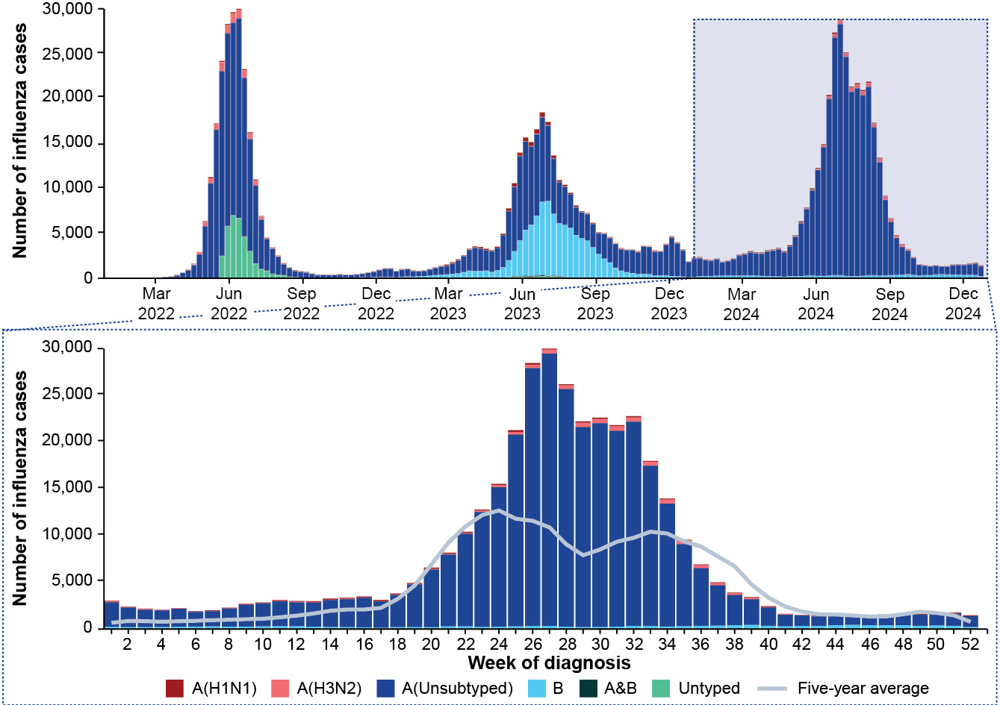 Number of influenza cases
30,000
25,000
20,000
15,000
10,000
5,000
0
Mar Jun Sep Dec Mar Jun Sep Dec Mar Jun Sep Dec
2022 2022 2022 2022 2023 2023 2023 2023 2024 2024 2024 2024
Number of influenza cases
30,000
25,000
20,000
15,000
10,000
5,000
0
2 4 6 8 10 12 14 16 18 20 22 24 26 28 30 32 34 36 38 40 42 44 46 48 50 52
Week of diagnosis
A(H1N1) A(H3N2) A(Unsubtyped) B A&B Untyped Five-year average